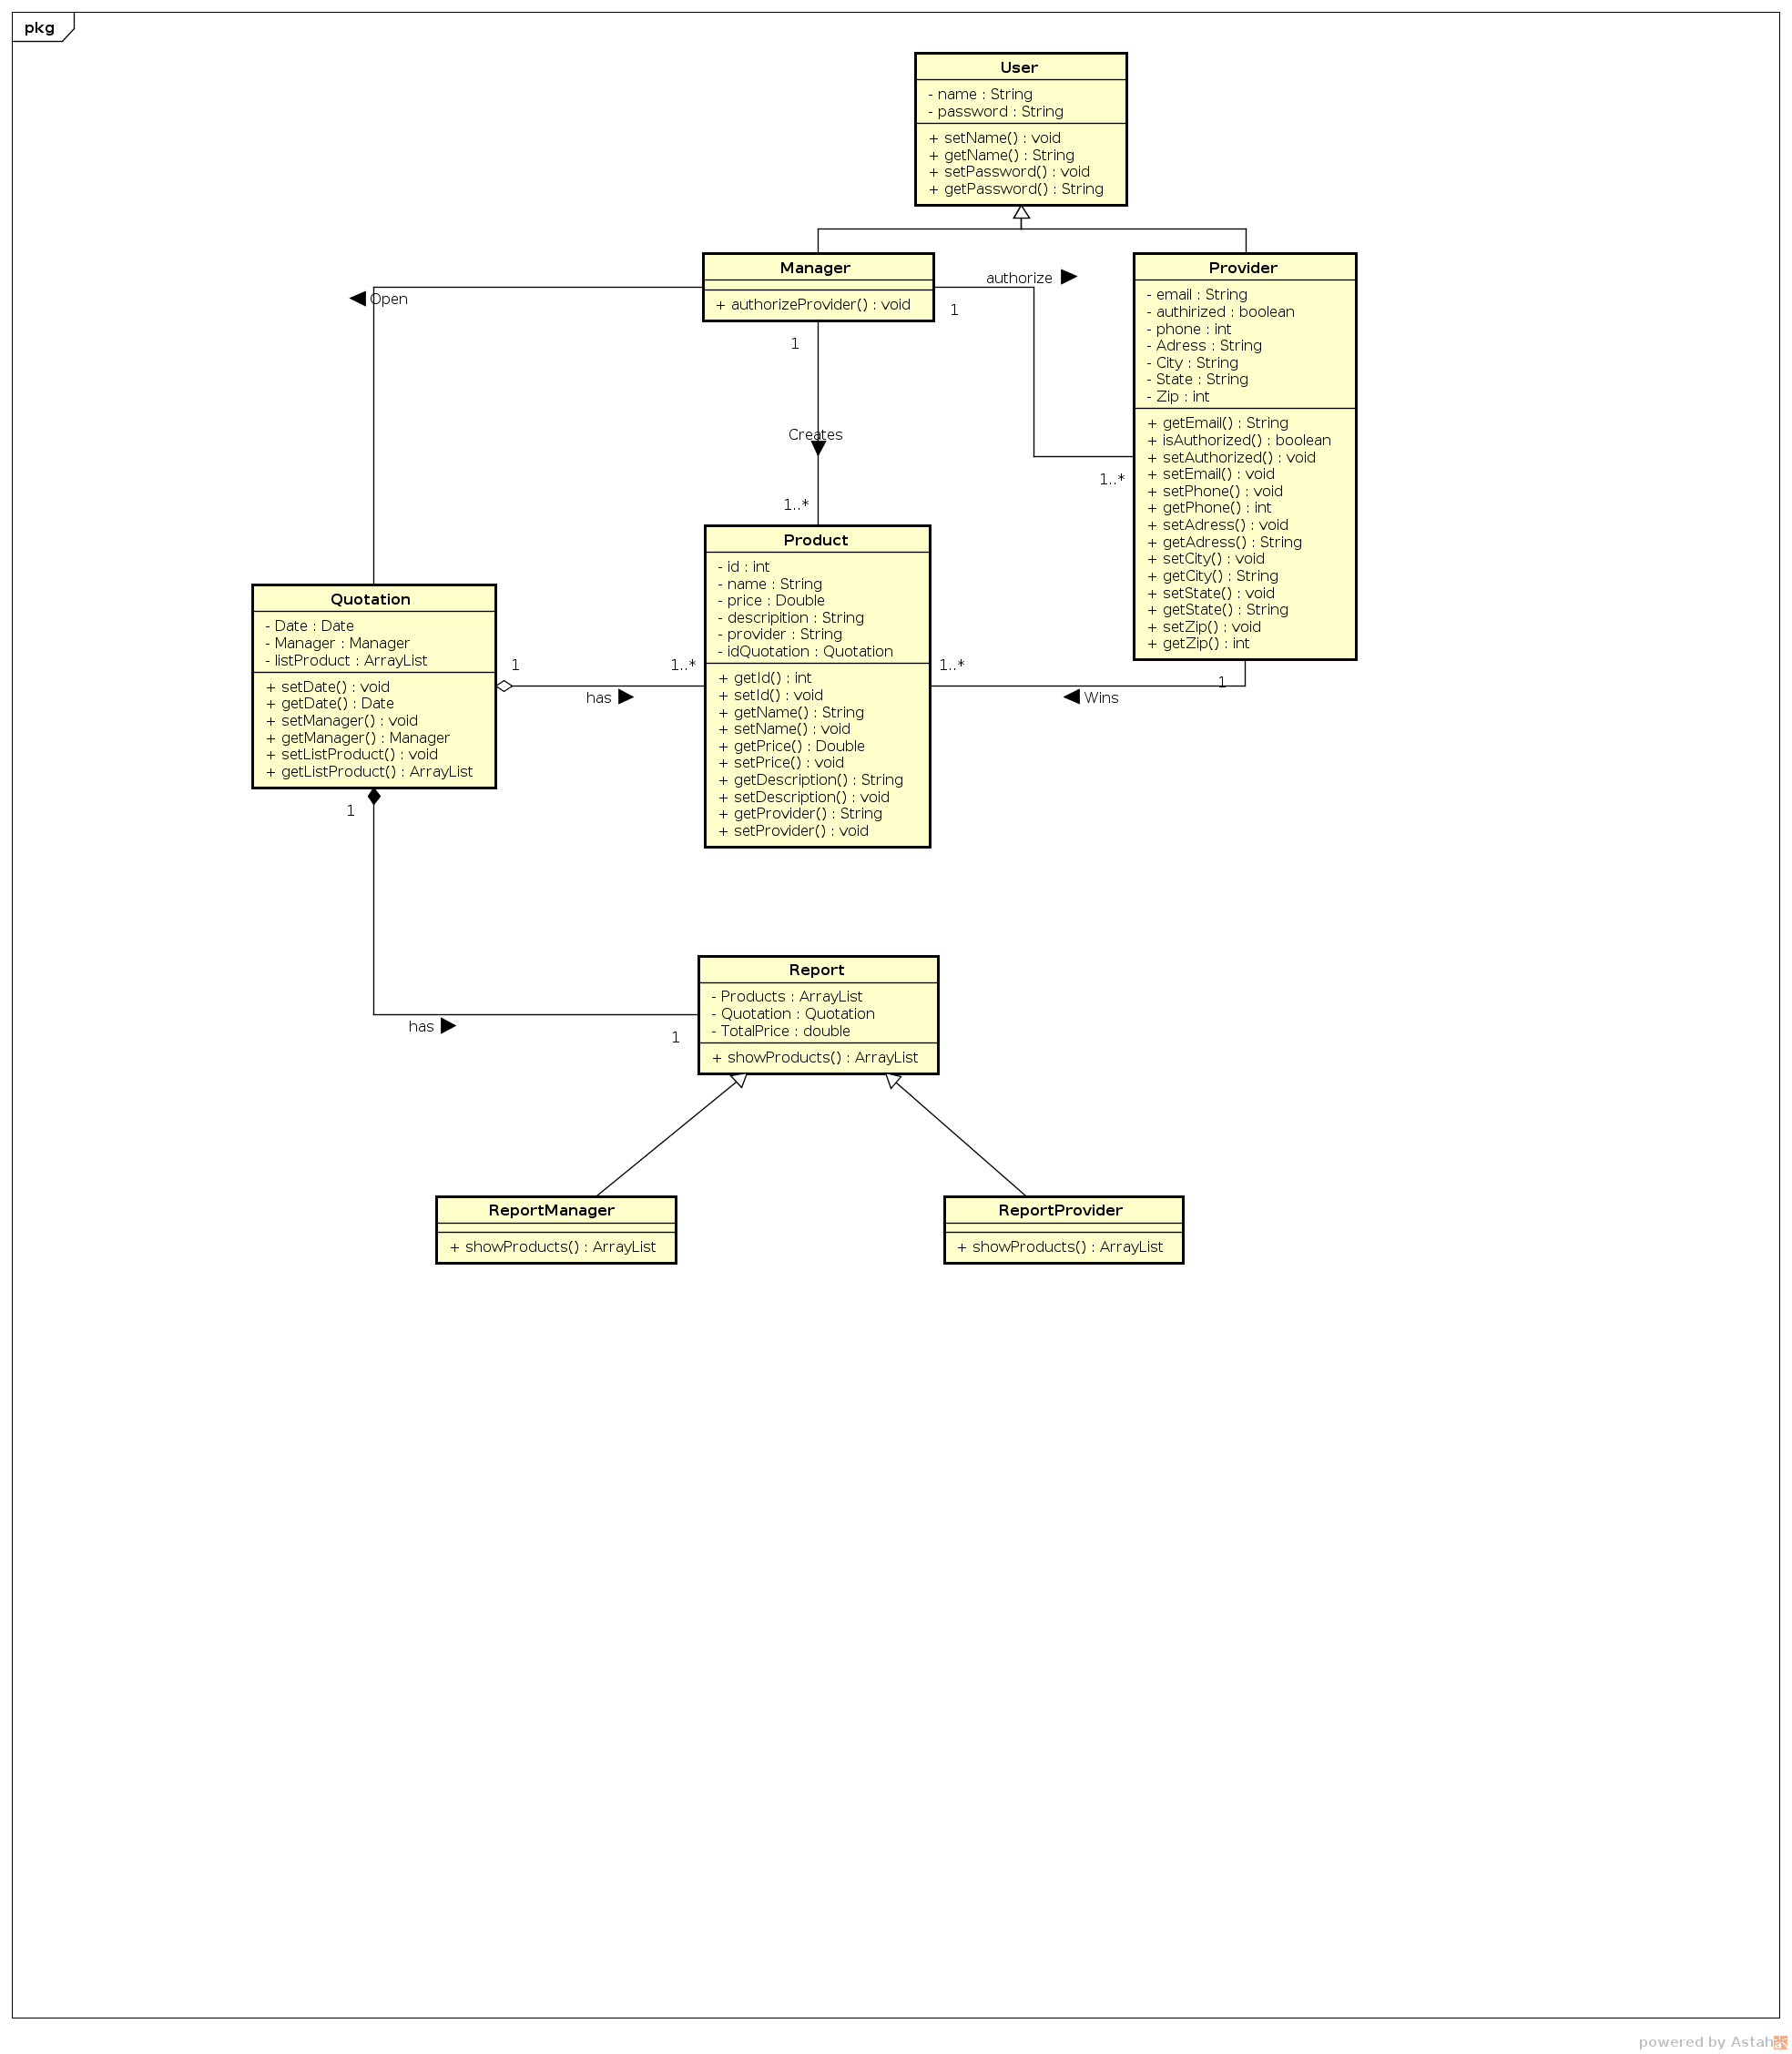 pkg
User
- name : String
- password : String
+ setName() : void
+ getName() : String
+ setPassword() : void
+ getPassword() : String
Manager
+ authorizeProvider() : void
authorize
1
1..*
Open
1
Creates
1..*
Provider
- email : String
- authirized : boolean
- phone : int
- Adress : String
- City : String
- State : String
- Zip : int
+ getEmail() : String
+ isAuthorized() : boolean
+ setAuthorized() : void
+ setEmail() : void
+ setPhone() : void
+ getPhone() : int
+ setAdress() : void
+ getAdress() : String
+ setCity() : void
+ getCity() : String
+ setState() : void
+ getState() : String
+ setZip() : void
+ getZip() : int
Product
- id : int
- name : String
- price : Double
- descripition : String
- provider : String
- idQuotation : Quotation
+ getId() : int
+ setId() : void
+ getName() : String
+ setName() : void
+ getPrice() : Double
+ setPrice() : void
+ getDescription() : String
+ setDescription() : void
+ getProvider() : String
+ setProvider() : void
Quotation
- Date : Date
- Manager : Manager
- listProduct : ArrayList
+ setDate() : void
+ getDate() : Date
+ setManager() : void
+ getManager() : Manager
+ setListProduct() : void
+ getListProduct() : ArrayList
1
has
1..*
1..*
Wins
1
1
has
1
Report
- Products : ArrayList
- Quotation : Quotation
- TotalPrice : double
+ showProducts() : ArrayList
ReportManager
+ showProducts() : ArrayList
ReportProvider
+ showProducts() : ArrayList
powered by Astah